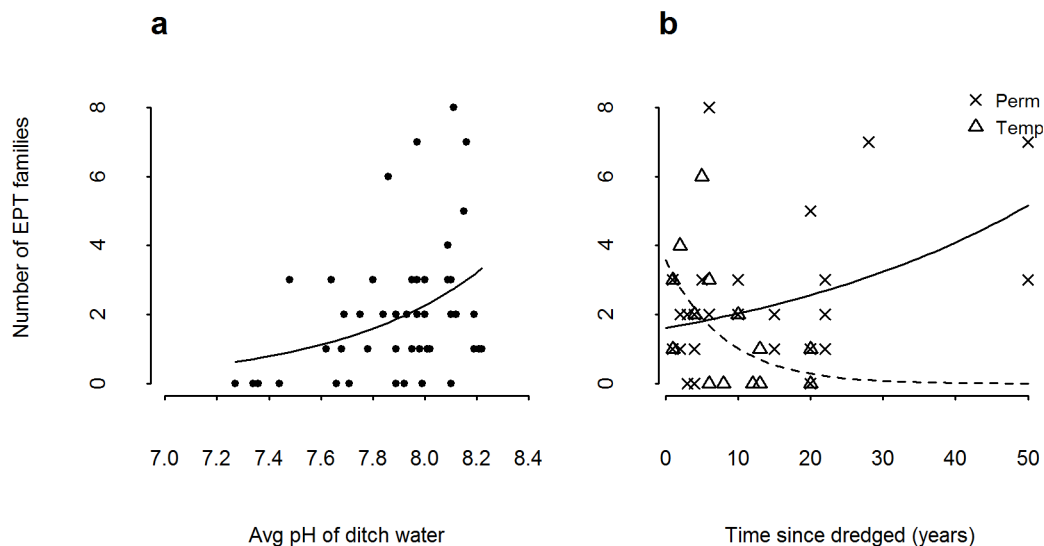 a
b
Number of EPT families
8
6
4
2
0
7.0 7.2 7.4 7.6 7.8 8.0 8.2 8.4
Avg pH of ditch water
8
6
4
2
0
Perm
Temp
0 10 20 30 40 50
Time since dredged (years)